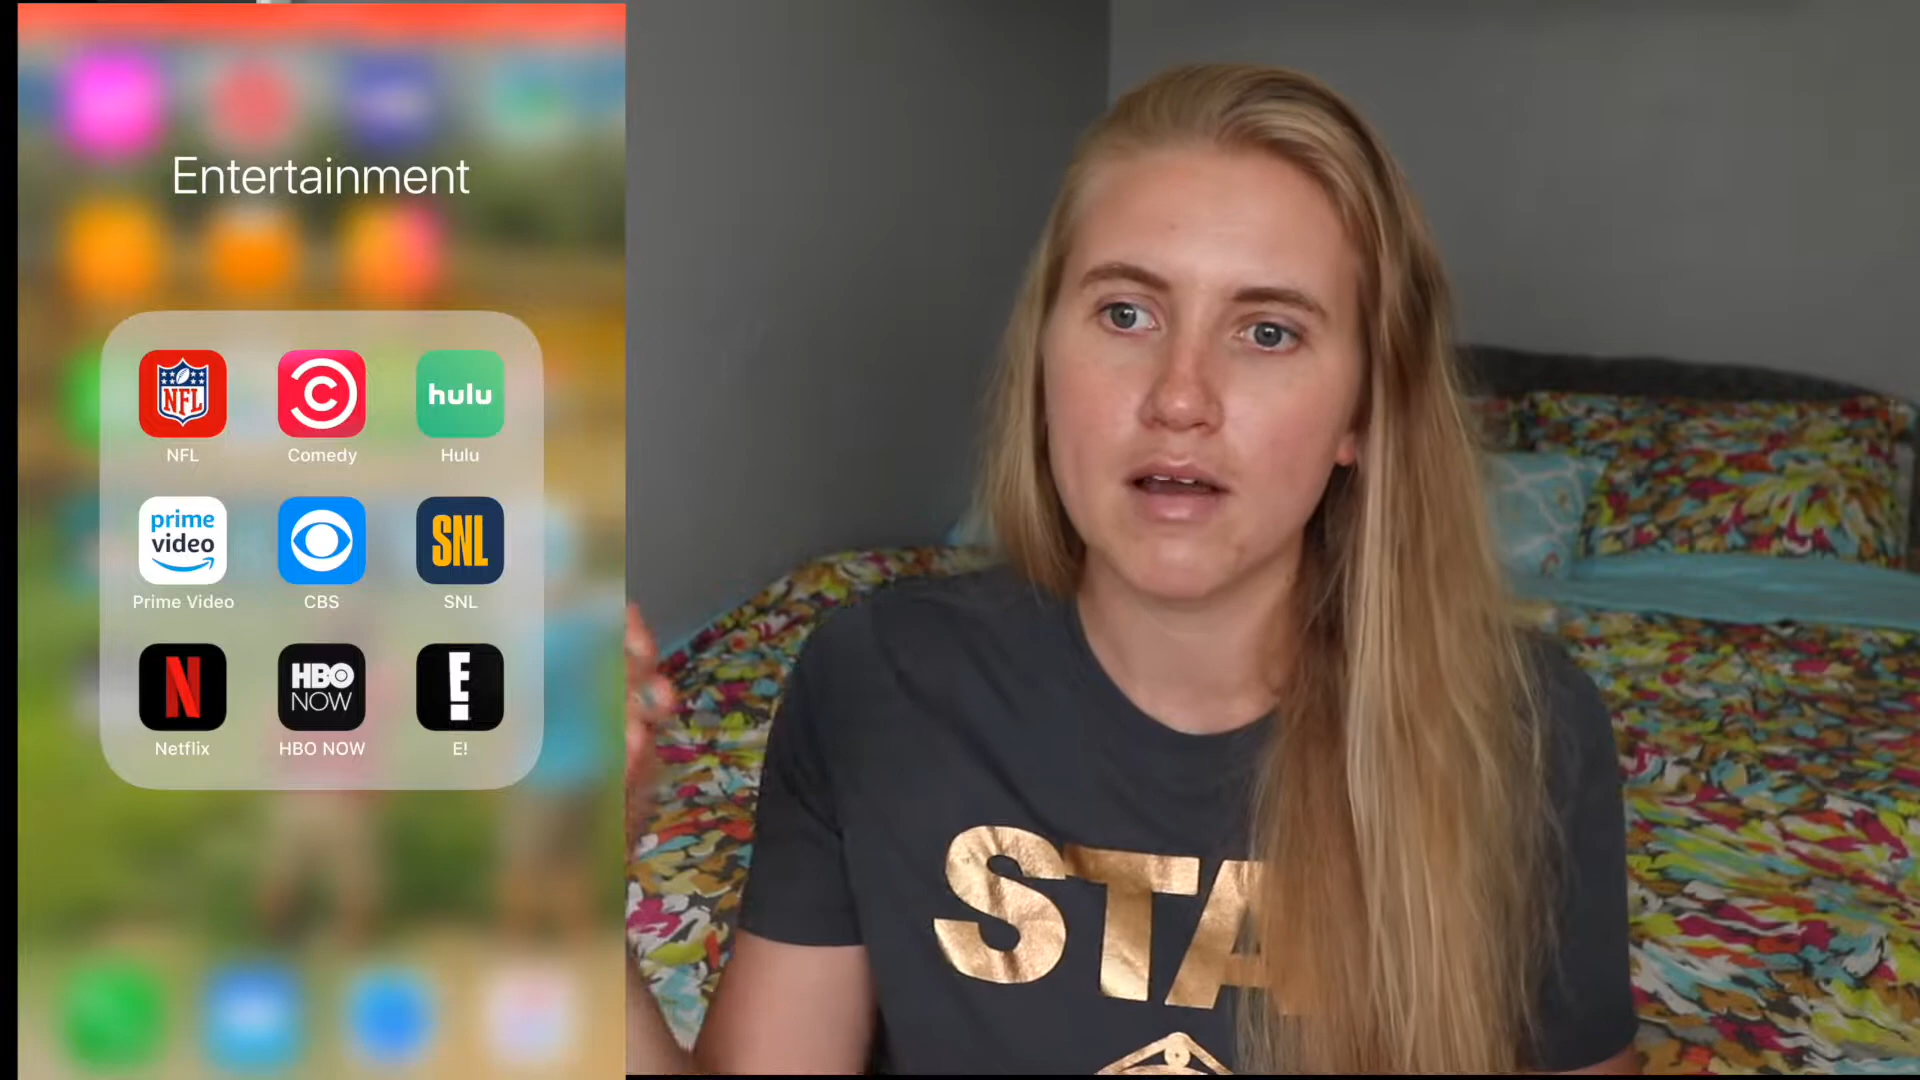 Entertainment
NFL
NFL
C
Comedy
hulu
Hulu
prime
video
Prime Video
CBS
SNL
SNL
N
Netflix
HBO
NOW
HBO NOW
E!
E!
STA